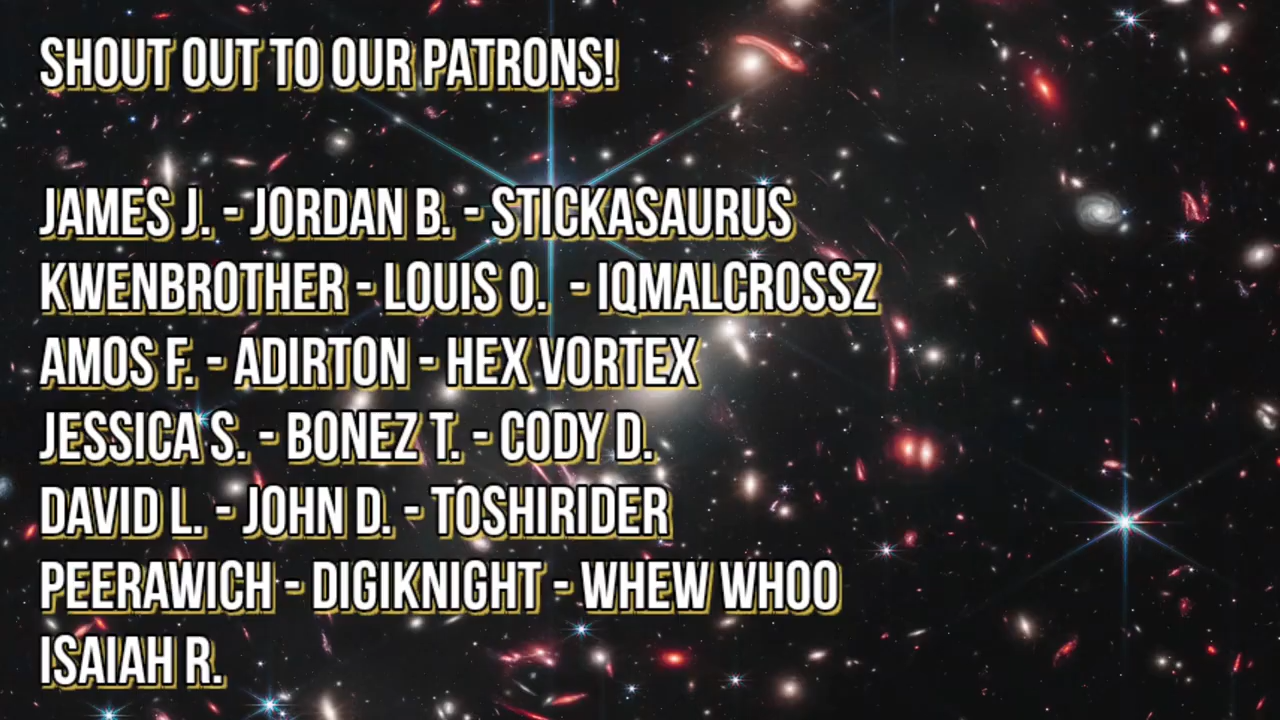 SHOUT OUT TO OUR PATRONS!
JAMES J. - JORDAN B. - STICKASAURUS
KWENBROTHER - LOUIS O. - IQMALCROSSZ
AMOS F. - ADIRTON - HEX VORTEX
JESSICA S. - BONEZ T. - CODY D.
DAVID L. - JOHN D. - TOSHIRIDER
PEERAWICH - DIGIKNIGHT - WHEW WHOO
ISAIAH R.